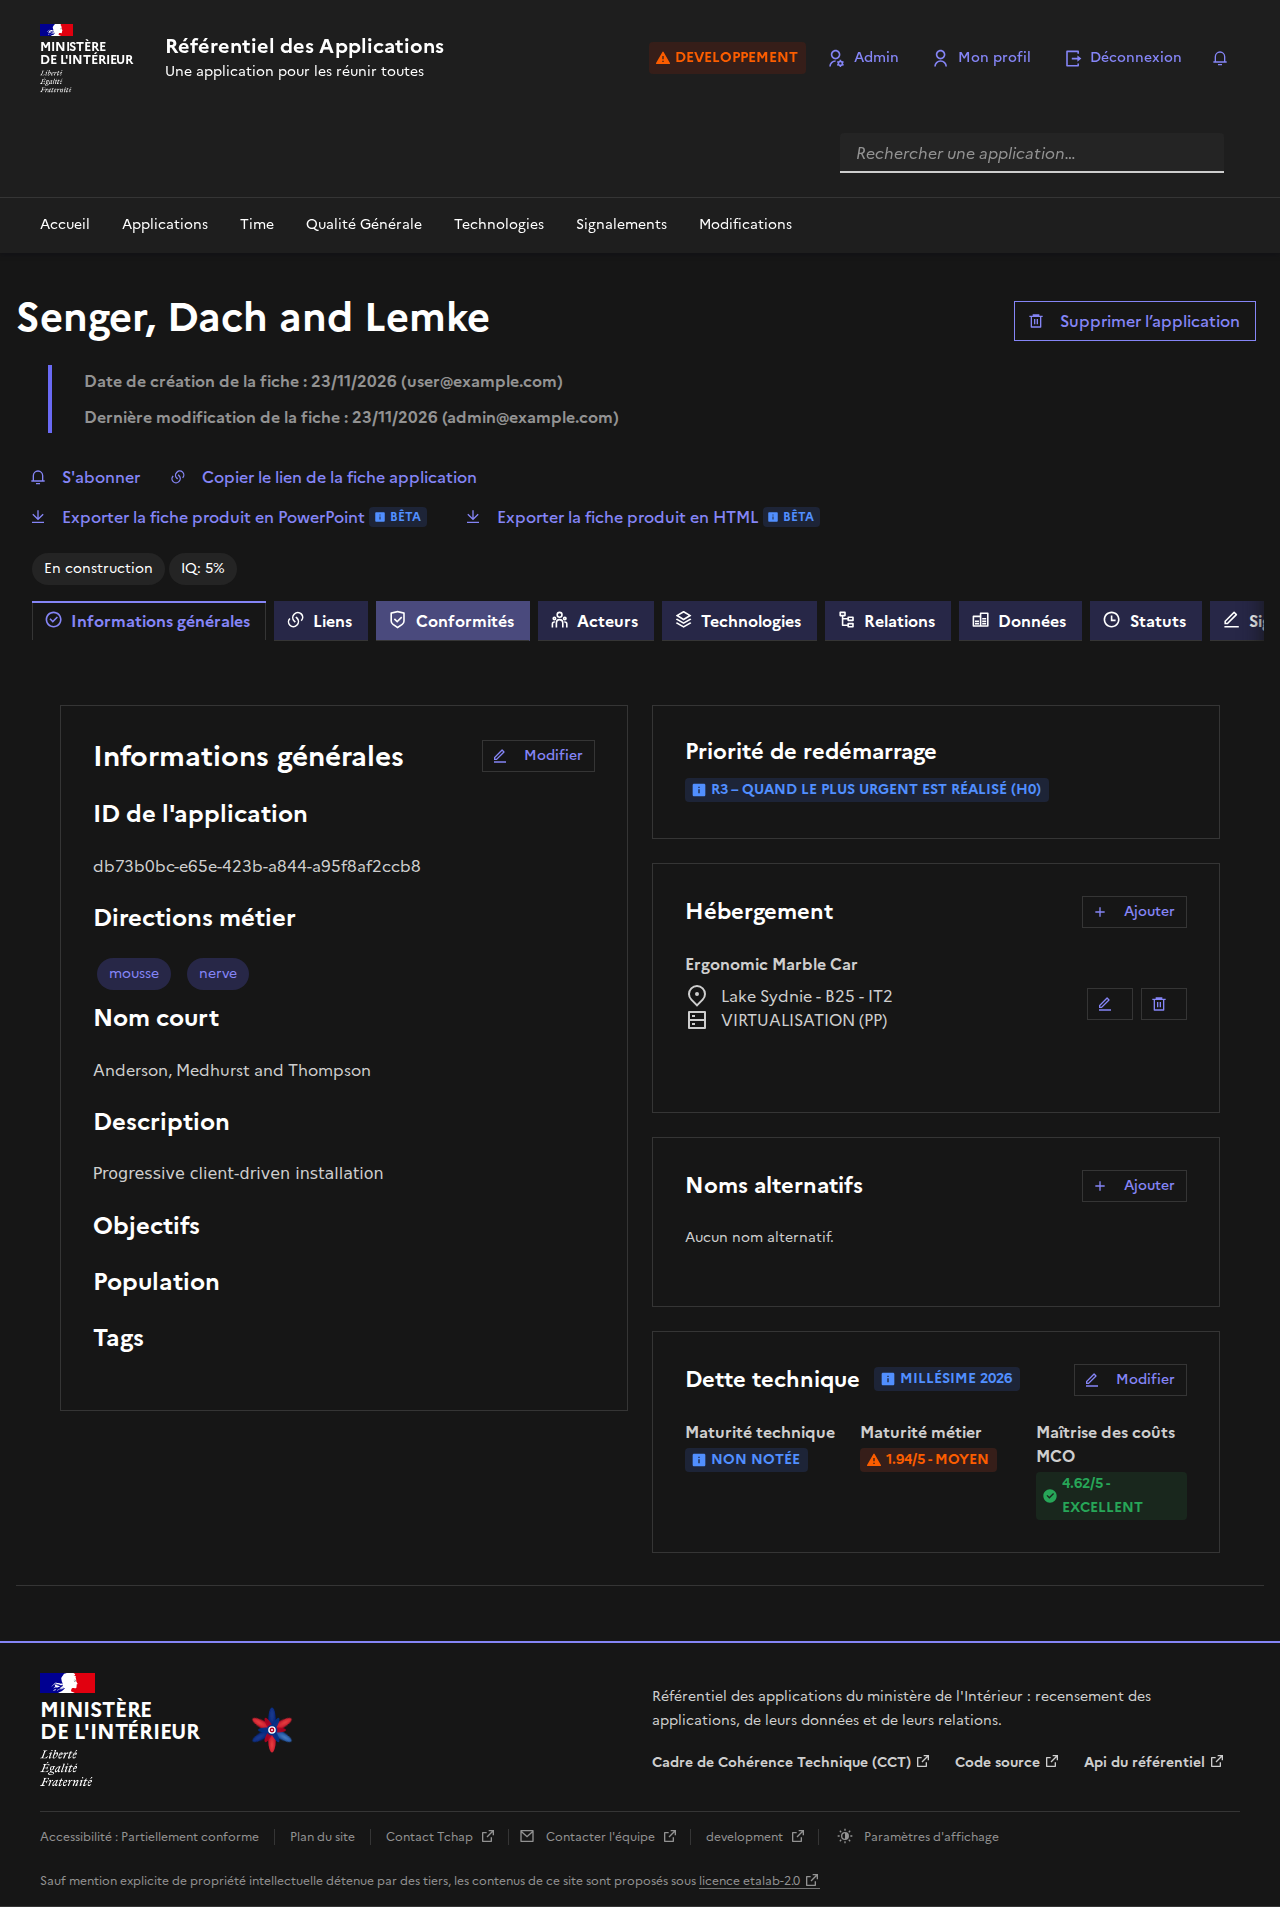 MINISTÈRE
DE L'INTÉRIEUR
Liberté
Égalité
Fraternité
Référentiel des Applications
Une application pour les réunir toutes
DEVELOPPEMENT
Admin
Mon profil
Déconnexion
Rechercher une application…
Accueil
Applications
Time
Qualité Générale
Technologies
Signalements
Modifications
Senger, Dach and Lemke
Supprimer l’application
Date de création de la fiche : 23/11/2026 (user@example.com)
Dernière modification de la fiche : 23/11/2026 (admin@example.com)
S'abonner
Copier le lien de la fiche application
Exporter la fiche produit en PowerPoint BÊTA
Exporter la fiche produit en HTML BÊTA
En construction
IQ: 5%
Informations générales
Liens
Conformités
Acteurs
Technologies
Relations
Données
Statuts
Informations générales
Modifier
ID de l'application
db73b0bc-e65e-423b-a844-a95f8af2ccb8
Directions métier
mousse
nerve
Nom court
Anderson, Medhurst and Thompson
Description
Progressive client-driven installation
Objectifs
Population
Tags
Priorité de redémarrage
R3 – QUAND LE PLUS URGENT EST RÉALISÉ (H0)
Hébergement
Ajouter
Ergonomic Marble Car
Lake Sydnie - B25 - IT2
VIRTUALISATION (PP)
Noms alternatifs
Ajouter
Aucun nom alternatif.
Dette technique
MILLÉSIME 2026
Modifier
Maturité technique
NON NOTÉE
Maturité métier
1.94/5 - MOYEN
Maîtrise des coûts
MCO
4.62/5 -
EXCELLENT
MINISTÈRE
DE L'INTÉRIEUR
Liberté
Égalité
Fraternité
Référentiel des applications du ministère de l'Intérieur : recensement des
applications, de leurs données et de leurs relations.
Cadre de Cohérence Technique (CCT)
Code source
Api du référentiel
Accessibilité : Partiellement conforme
Plan du site
Contact Tchap
Contacter l'équipe
development
Paramètres d'affichage
Sauf mention explicite de propriété intellectuelle détenue par des tiers, les contenus de ce site sont proposés sous licence etalab-2.0